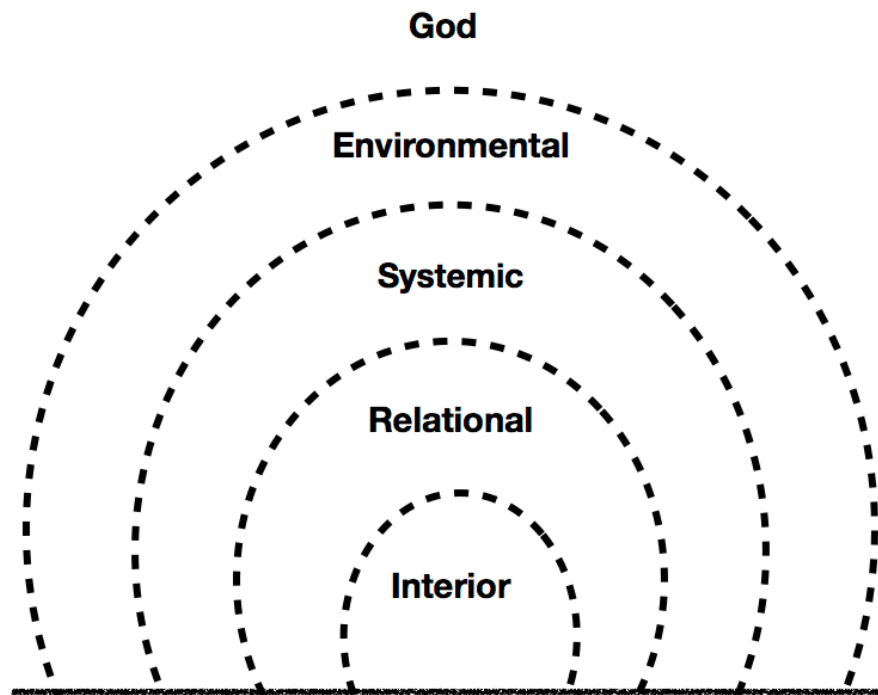 God
Environmental
Systemic
Relational
Interior